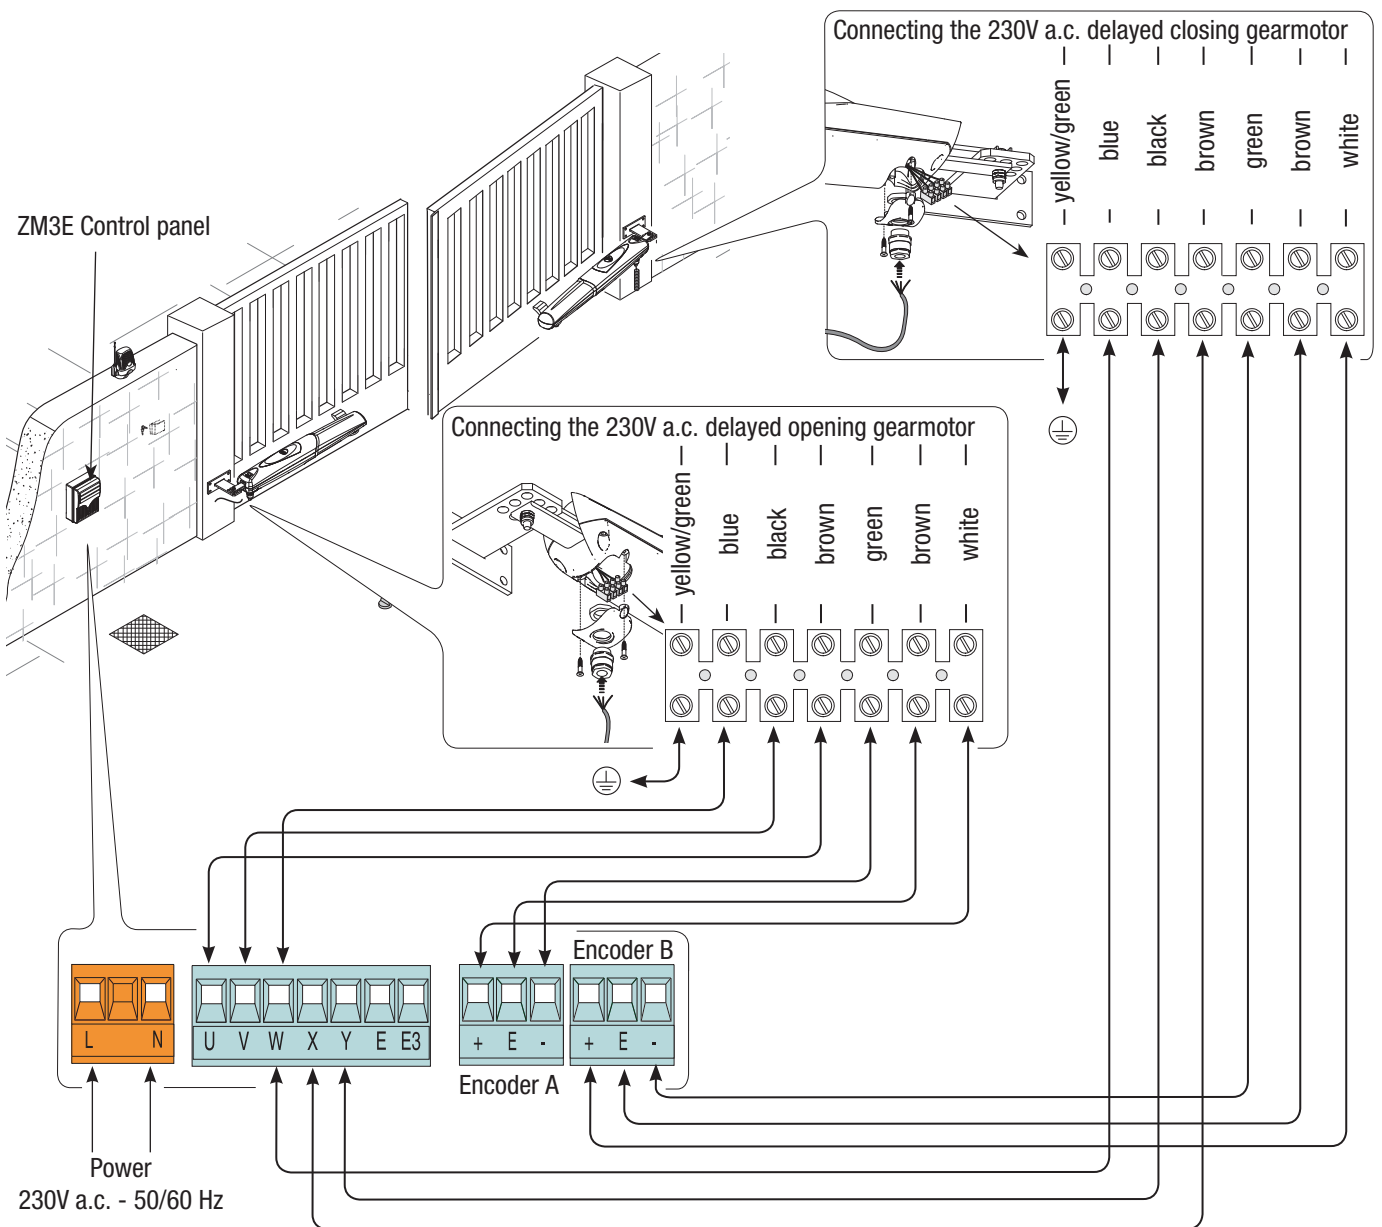 Connecting the 230V a.c. delayed closing gearmotor
yellow/green
blue
black
brown
green
brown
white
ZM3E Control panel
Connecting the 230V a.c. delayed opening gearmotor
yellow/green
blue
black
brown
green
brown
white
Encoder B
L N
U V W X Y E E3
+ E -
+ E -
Encoder A
Power
230V a.c. - 50/60 Hz